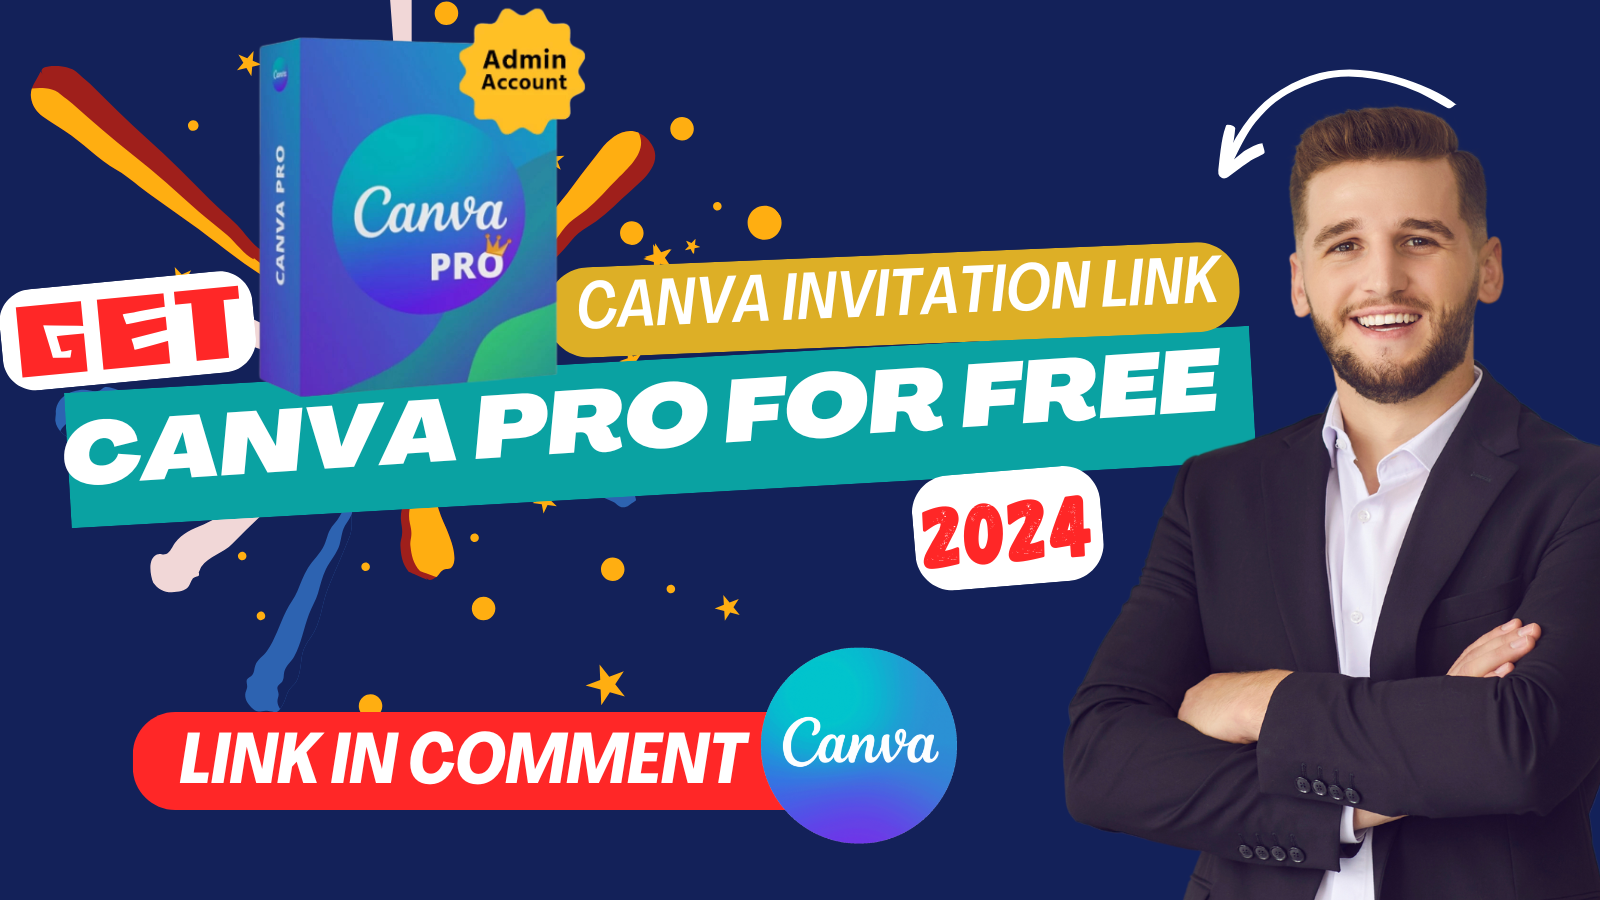 Admin
Account
Canva
CANVA PRO
Canva
PRO
CANVA INVITATION LINK
GET
CANVA PRO FOR FREE
2024
LINK IN COMMENT
Canva